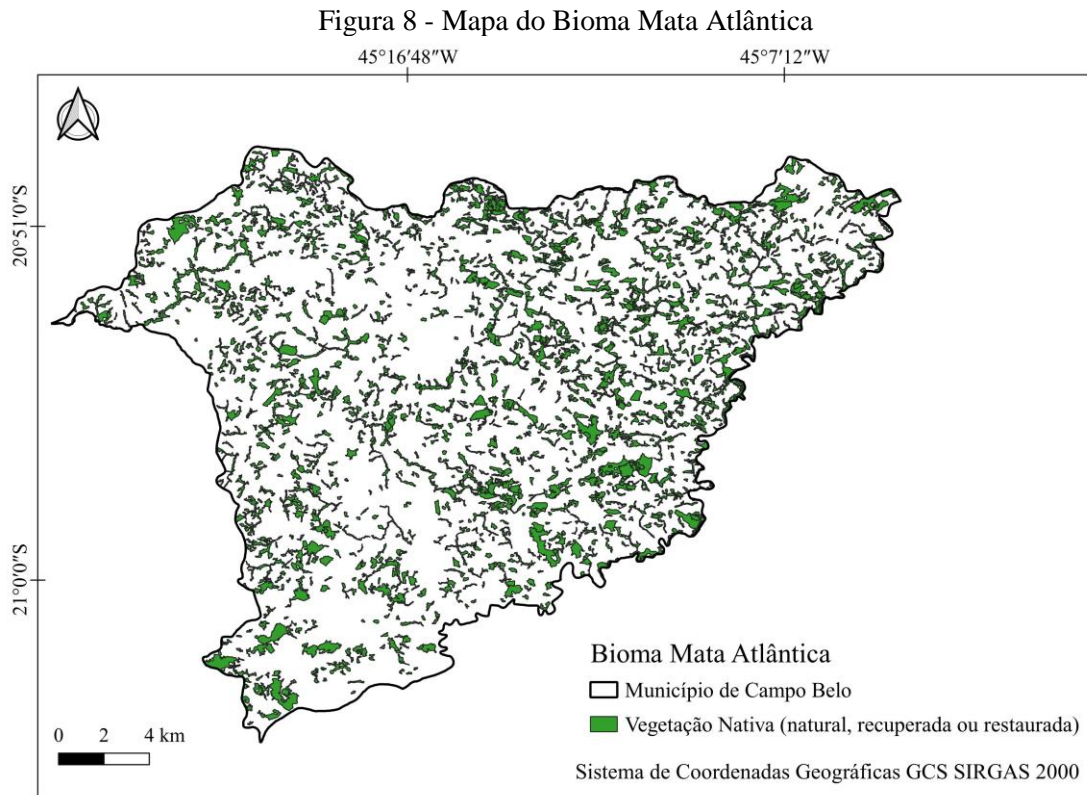 Figura 8 - Mapa do Bioma Mata Atlântica
45°16′48″W
45°7′12″W
20°51′0″S
21°0′0″S
Bioma Mata Atlântica
Município de Campo Belo
Vegetação Nativa (natural, recuperada ou restaurada)
0 2 4 km
Sistema de Coordenadas Geográficas GCS SIRGAS 2000